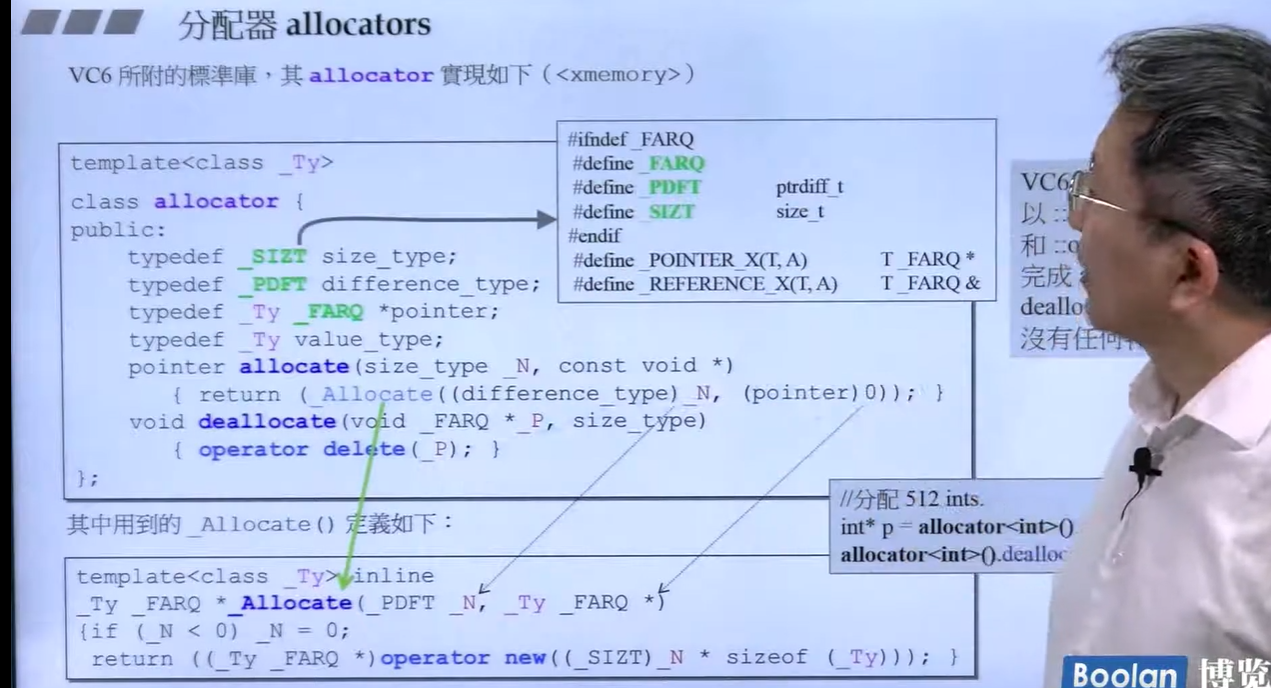 分配器 allocators
VC6 所附的標準庫，其 allocator 實現如下（<xmemory>）
template<class _Ty>
class allocator {
public:
typedef _SIZT size_type;
typedef _PDFT difference_type;
typedef _Ty _FARQ *pointer;
typedef _Ty value_type;
pointer allocate(size_type _N, const void *)
{ return (_Allocate((difference_type)_N, (pointer)0)); }
void deallocate(void _FARQ *_P, size_type)
{ operator delete(_P); }
};
#ifndef _FARQ
#define _FARQ
#define _PDFT ptrdiff_t
#define _SIZT size_t
#endif
#define _POINTER_X(T, A) T _FARQ *
#define _REFERENCE_X(T, A) T _FARQ &
VC6
以 ::
和 ::o
完成
deallo
沒有任何
其中用到的 _Allocate() 定義如下：
template<class _Ty> inline
_Ty _FARQ *_Allocate(_PDFT _N, _Ty _FARQ *)
{if (_N < 0) _N = 0;
return ((_Ty _FARQ *)operator new((_SIZT)_N * sizeof (_Ty))); }
//分配 512 ints.
int* p = allocator<int>()
allocator<int>().dealloc
Boolan 博览